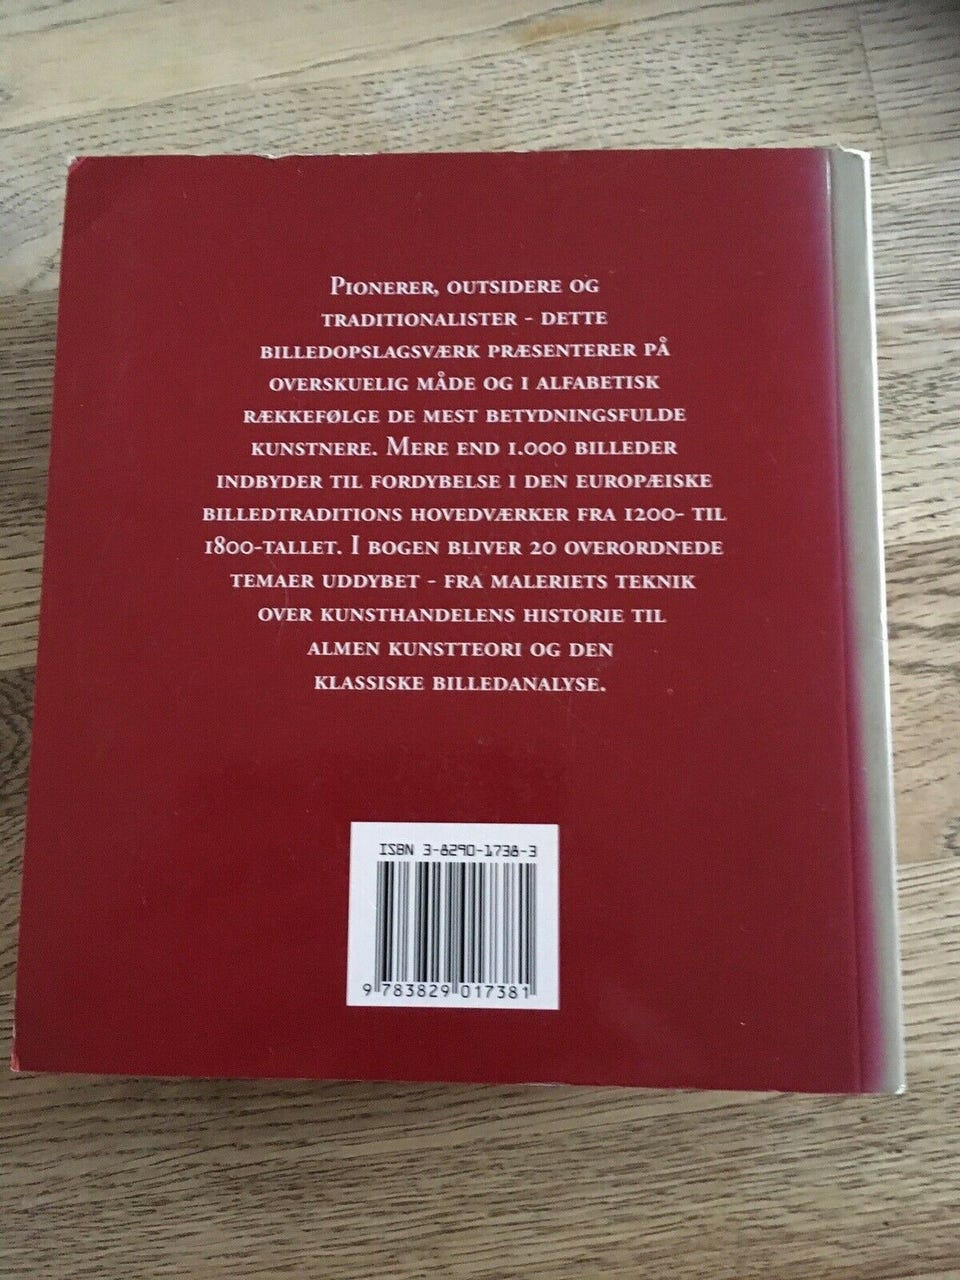 Pionerer, outsidere og
traditionalister - dette
billedopslagsværk præsenterer på
overskuelig måde og i alfabetisk
rækkefølge de mest betydningsfulde
kunstnere. Mere end 1.000 billeder
indbyder til fordybelse i den europæiske
billedtraditions hovedværker fra 1200- til
1800-tallet. I bogen bliver 20 overordnede
temaer uddybet - fra maleriets teknik
over kunsthandelens historie til
almen kunstteori og den
klassiske billedanalyse.
ISBN 3-8290-1738-3
9 783829 017381